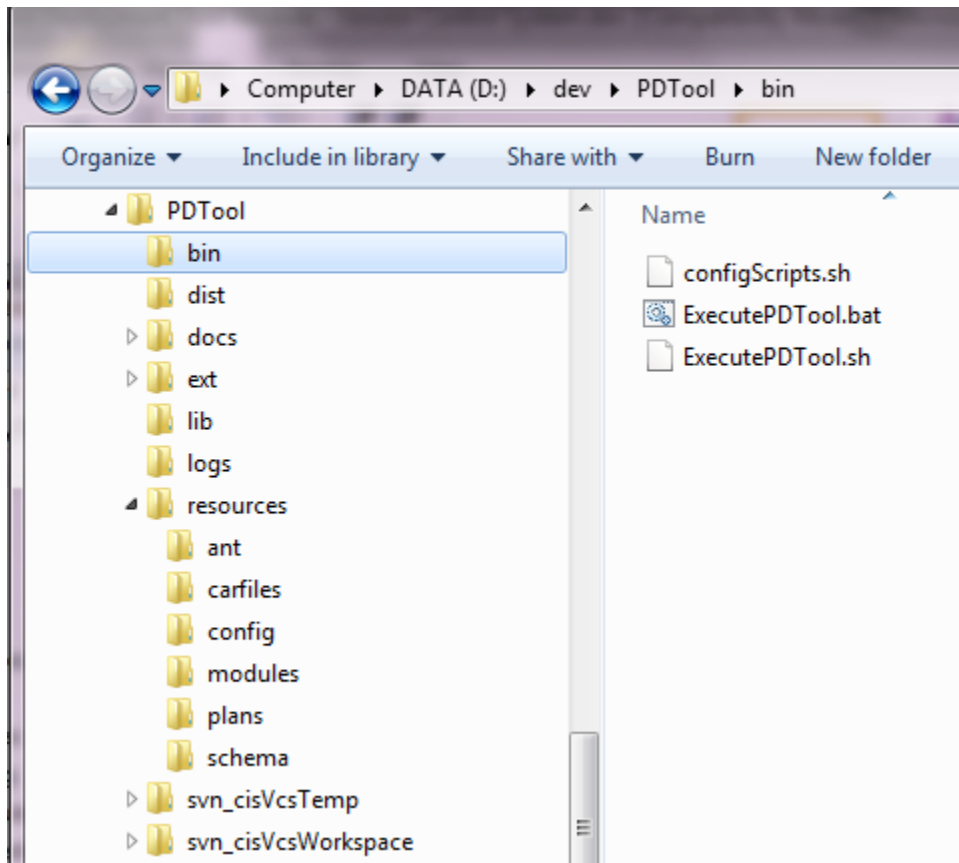 Computer DATA (D:) dev PDTool bin
Organize Include in library Share with Burn New folder
PDTool
bin
dist
docs
ext
lib
logs
resources
ant
carfiles
config
modules
plans
schema
svn_cisVcsTemp
svn_cisVcsWorkspace
Name
configScripts.sh
ExecutePDTool.bat
ExecutePDTool.sh